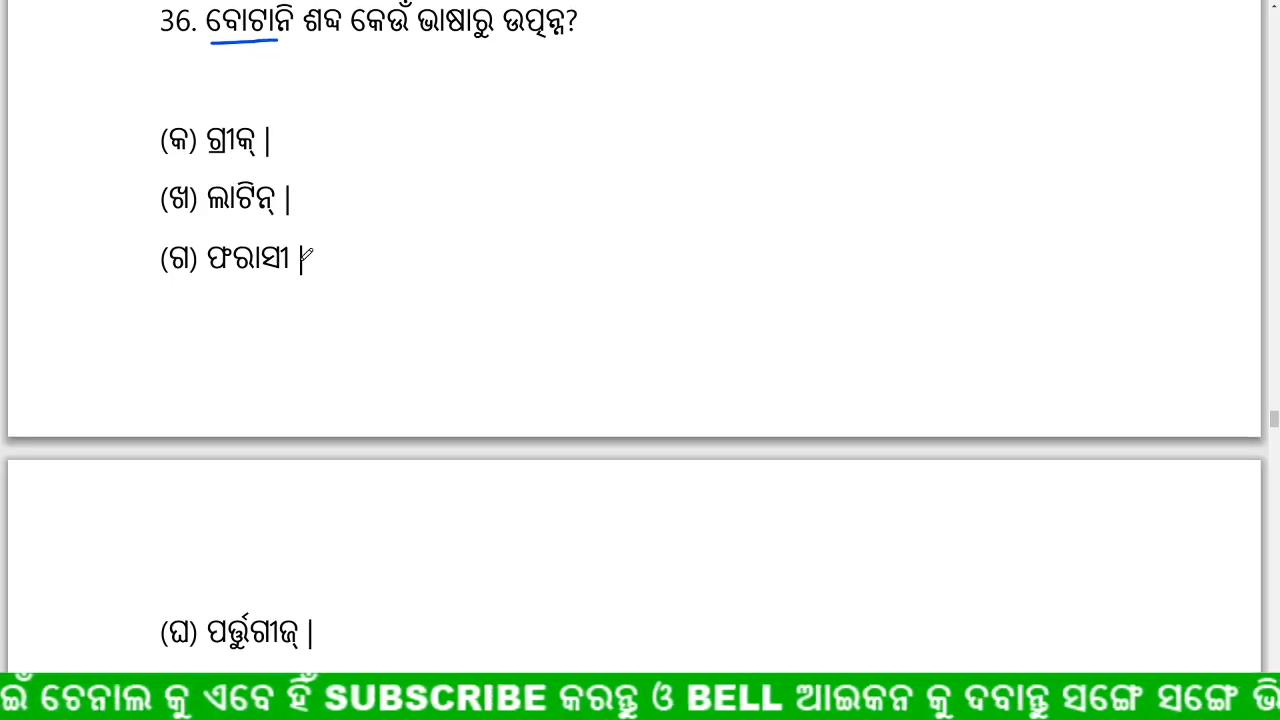 36. ବୋଟାନି ଶବ୍ଦ କେଉଁ ଭାଷାରୁ ଉତ୍ପନ୍ନ?
(କ) ଗ୍ରୀକ୍ |
(ଖ) ଲାଟିନ୍ |
(ଗ) ଫରାସୀ |
(ଘ) ପର୍ତ୍ତୁଗୀଜ୍ |
ଚେନାଲ କୁ ଏବେ ହିଁ SUBSCRIBE କରନ୍ତୁ ଓ BELL ଆଇକନ କୁ ଦବାନ୍ତୁ ସଙ୍ଗେ ସଙ୍ଗେ